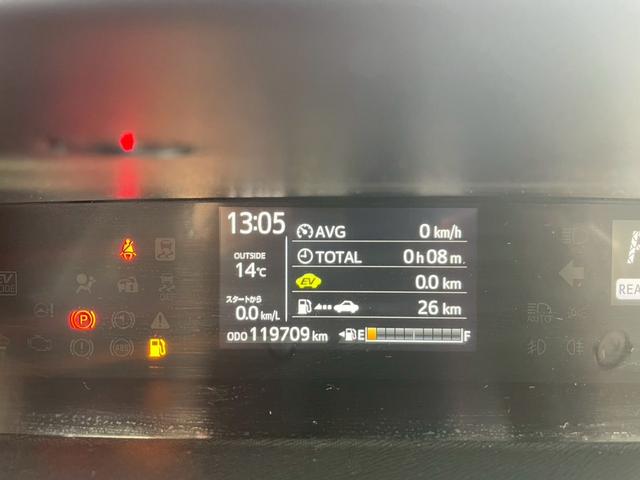 13:05
AVG 0 km/h
OUTSIDE
14℃
TOTAL 0 h 08 m.
EV 0.0 km
スタートから
0.0 km/L
26 km
ODO 119709 km
E F
P
REA